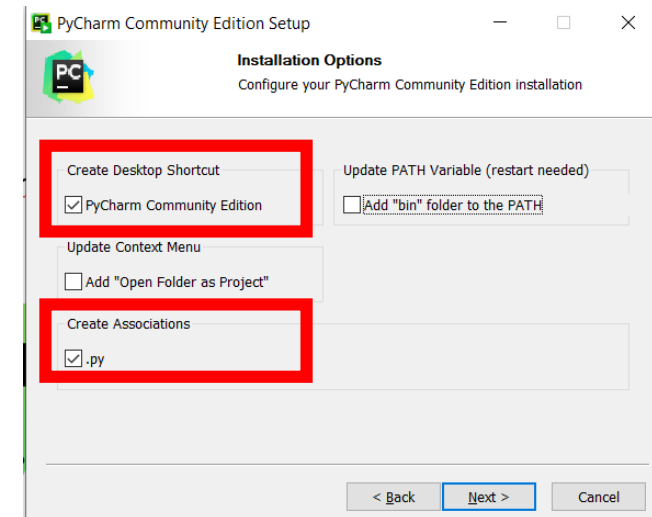 PyCharm Community Edition Setup
PC
Installation Options
Configure your PyCharm Community Edition installation
Create Desktop Shortcut
PyCharm Community Edition
Update PATH Variable (restart needed)
Add "bin" folder to the PATH
Update Context Menu
Add "Open Folder as Project"
Create Associations
.py
< Back
Next >
Cancel